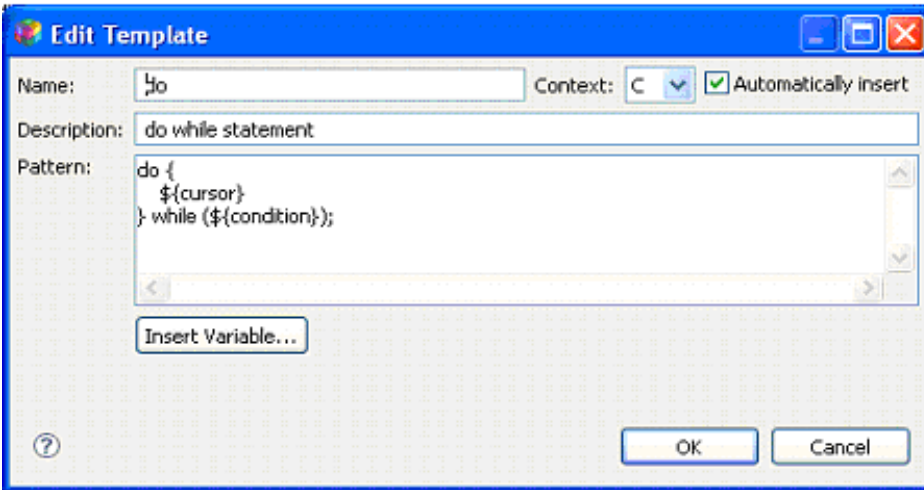 Edit Template
Name: do Context: C Automatically insert
Description: do while statement
Pattern: do {
${cursor}
} while (${condition});
Insert Variable...
? OK Cancel